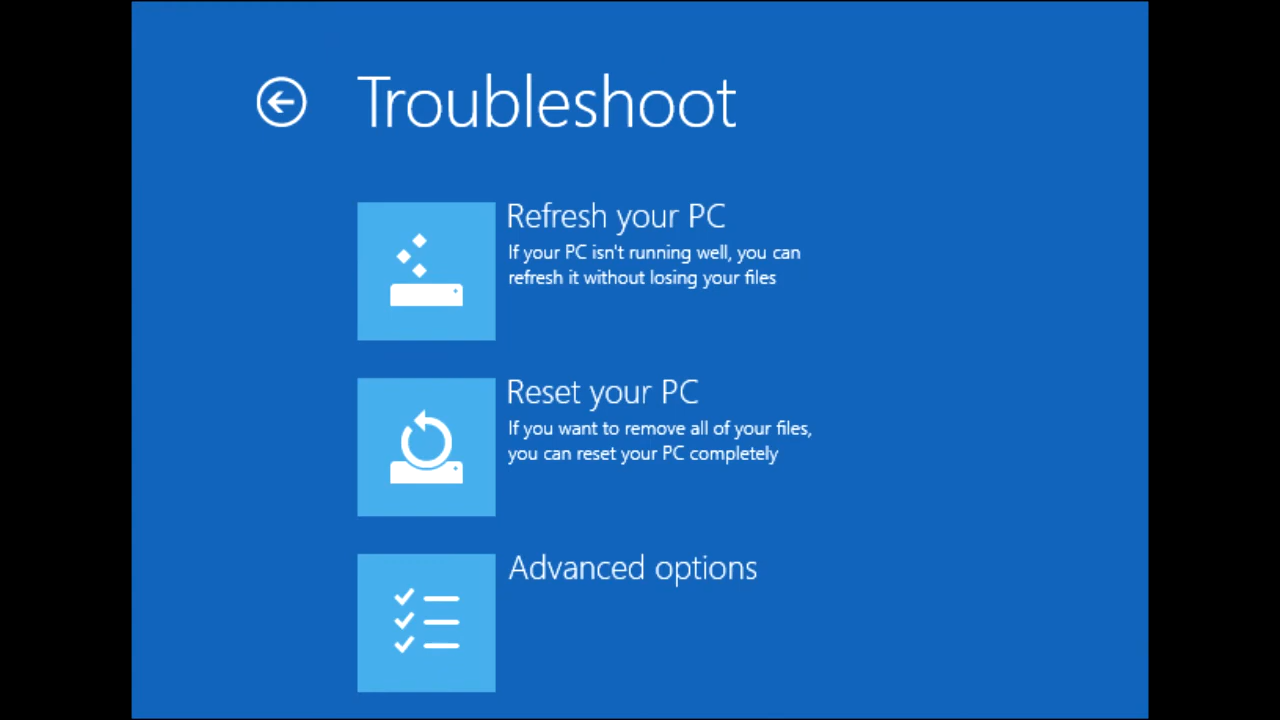 Troubleshoot
Refresh your PC
If your PC isn't running well, you can
refresh it without losing your files
Reset your PC
If you want to remove all of your files,
you can reset your PC completely
Advanced options